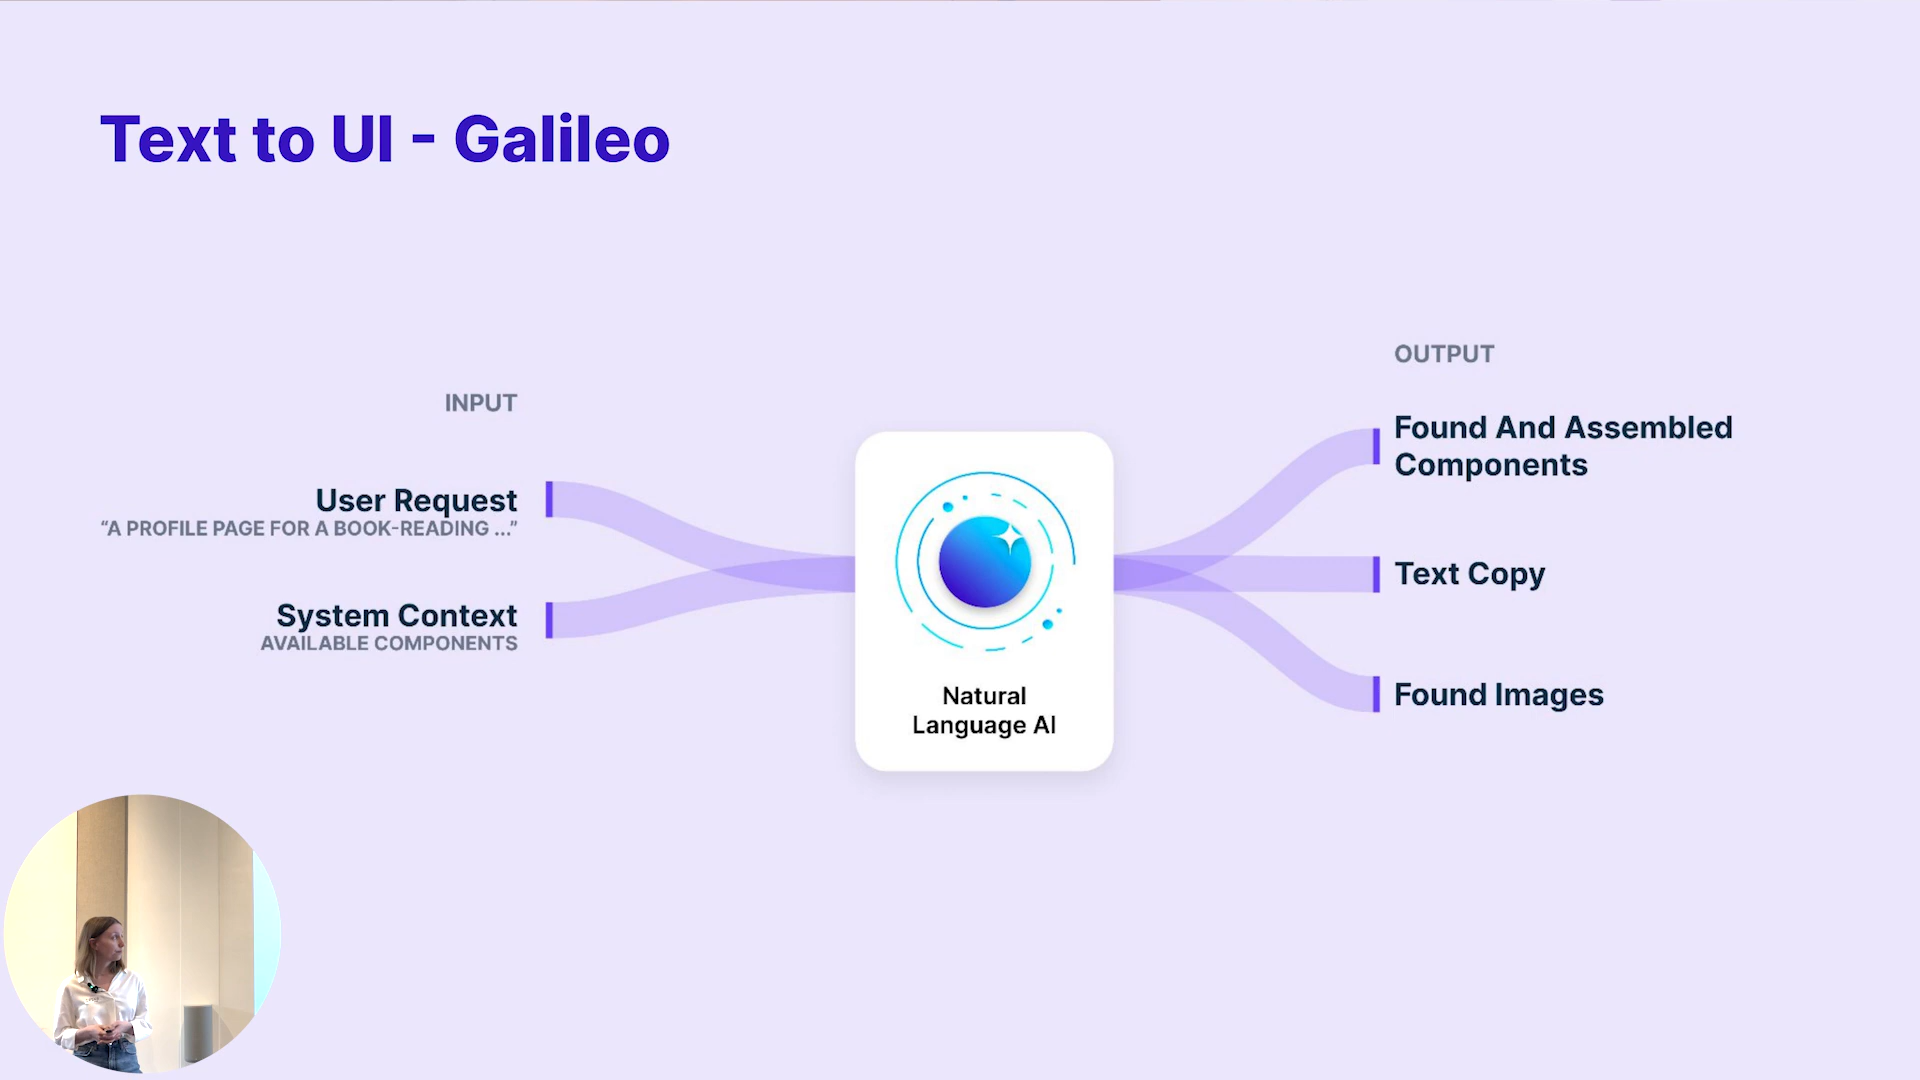 Text to UI - Galileo
INPUT
User Request
“A PROFILE PAGE FOR A BOOK-READING ...”
System Context
AVAILABLE COMPONENTS
Natural
Language AI
OUTPUT
Found And Assembled
Components
Text Copy
Found Images